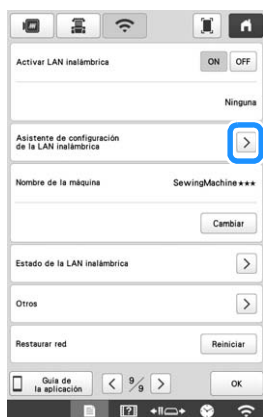 Activar LAN inalámbrica
ON OFF
Ninguna
Asistente de configuración
de la LAN inalámbrica
>
Nombre de la máquina SewingMachine★★★
Cambiar
Estado de la LAN inalámbrica >
Otros >
Restaurar red Reiniciar
Guía de
la aplicación
< 9/9 >
OK